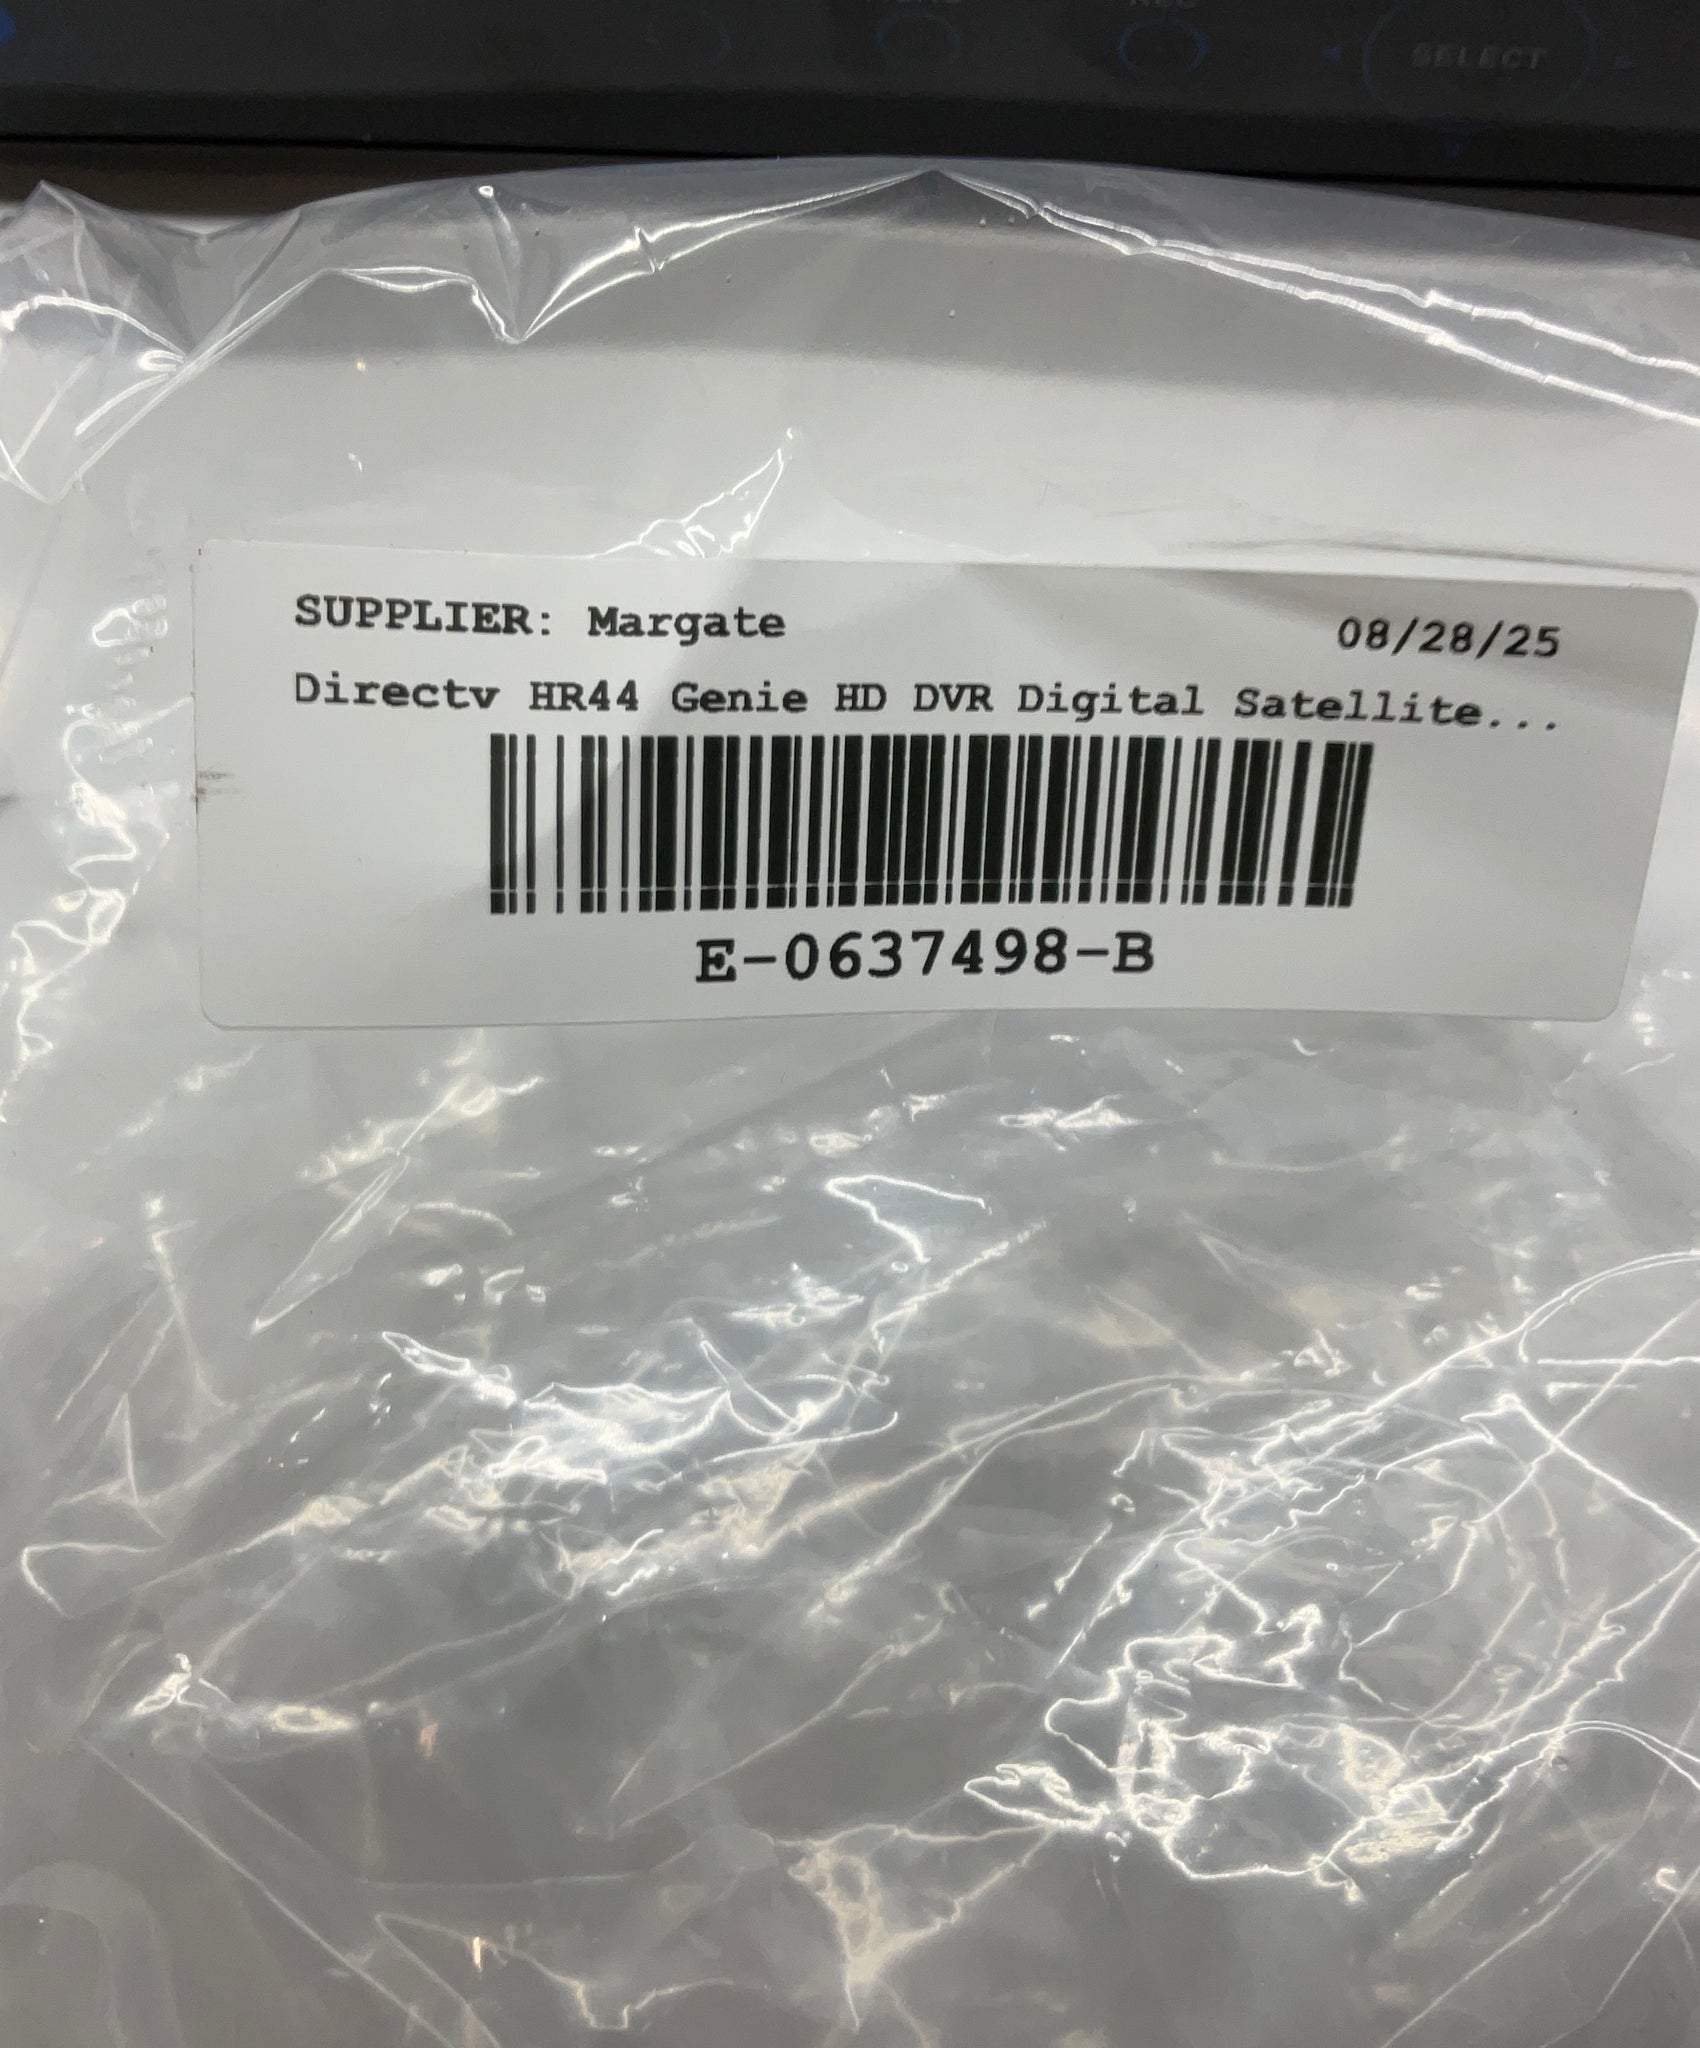 SELECT
SUPPLIER: Margate
08/28/25
Directv HR44 Genie HD DVR Digital Satellite...
E-0637498-B